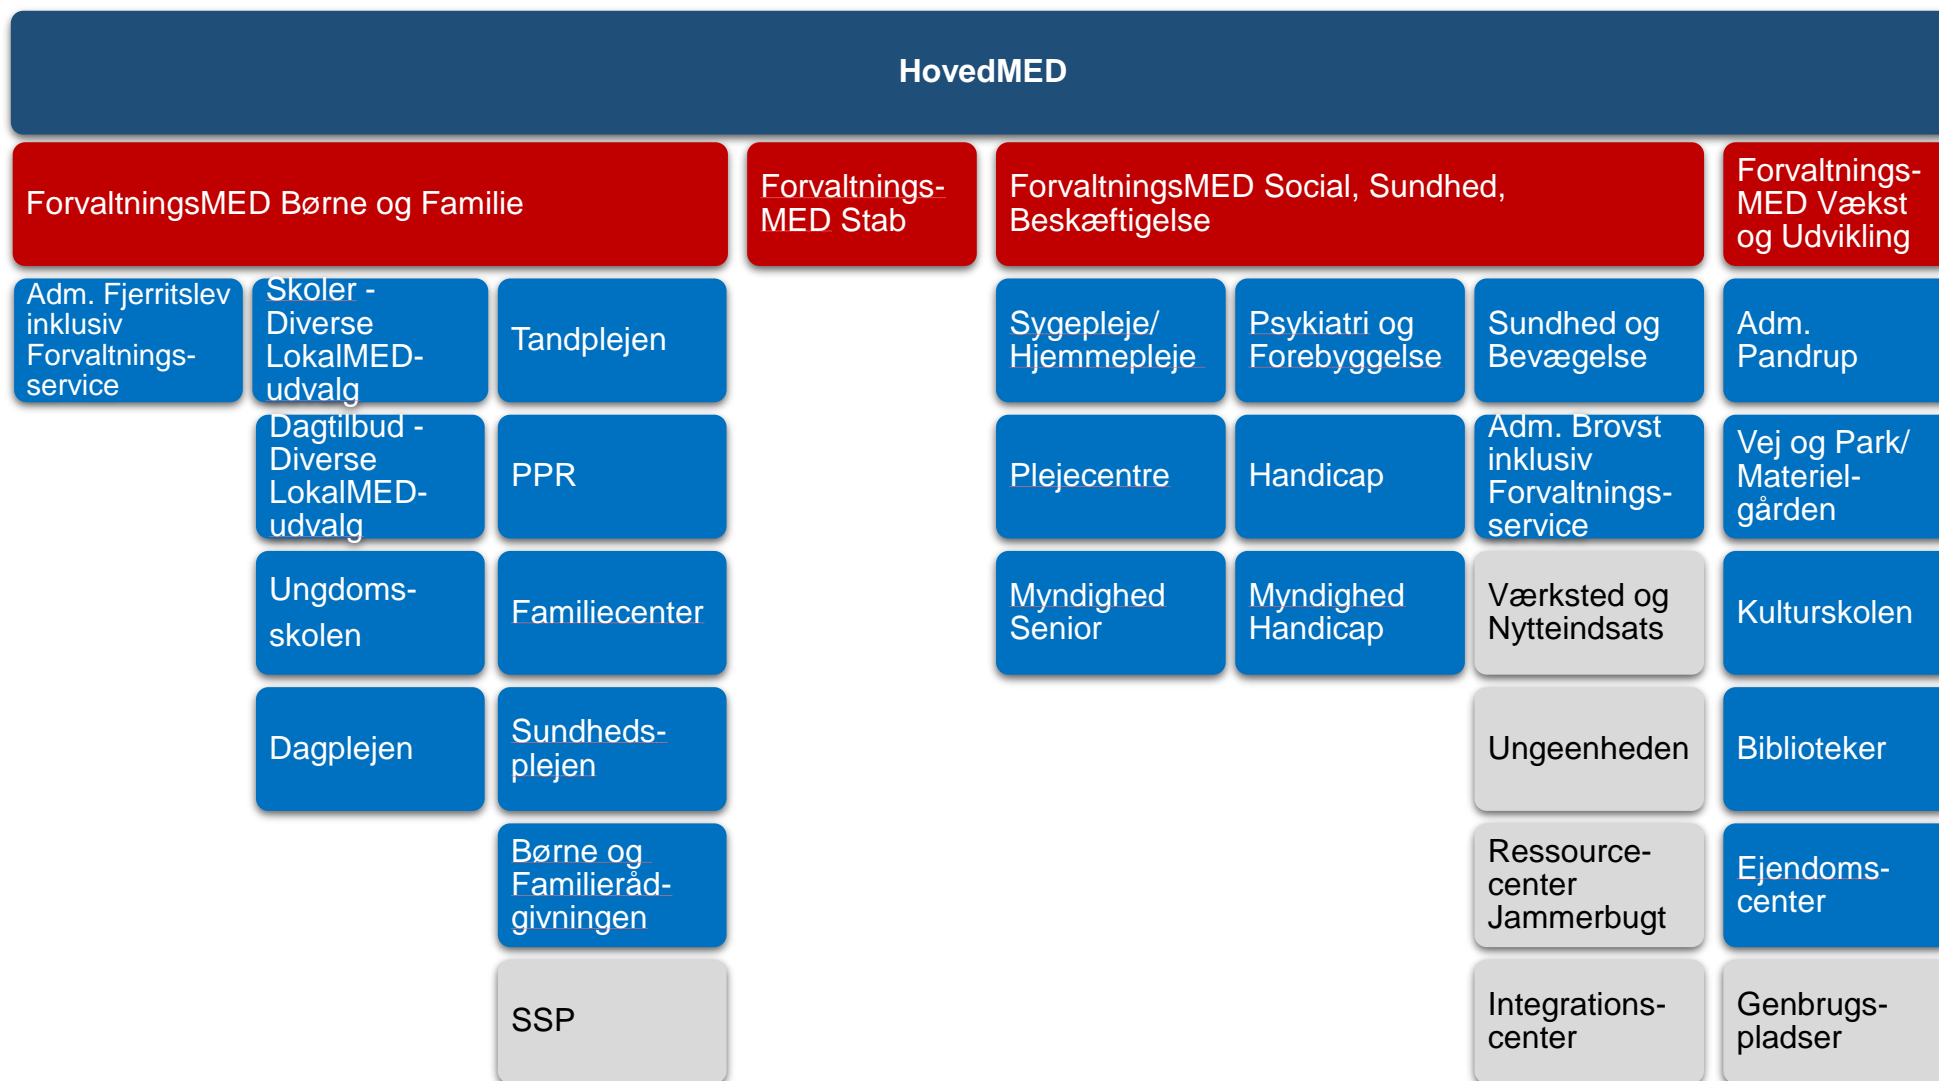 HovedMED
ForvaltningsMED Børne og Familie
Forvaltnings-
MED Stab
ForvaltningsMED Social, Sundhed,
Beskæftigelse
Forvaltnings-
MED Vækst
og Udvikling
Adm. Fjerritslev
inklusiv
Forvaltnings-
service
Skoler -
Diverse
LokalMED-
udvalg
Tandplejen
Sygepleje/
Hjemmepleje
Psykiatri og
Forebyggelse
Sundhed og
Bevægelse
Adm.
Pandrup
Dagtilbud -
Diverse
LokalMED-
udvalg
PPR
Plejecentre
Handicap
Adm. Brovst
inklusiv
Forvaltnings-
service
Vej og Park/
Materiel-
gården
Ungdoms-
skolen
Familiecenter
Myndighed
Senior
Myndighed
Handicap
Værksted og
Nytteindsats
Kulturskolen
Dagplejen
Sundheds-
plejen
Ungeenheden
Biblioteker
Børne og
Familieråd-
givningen
Ressource-
center
Jammerbugt
Ejendoms-
center
SSP
Integrations-
center
Genbrugs-
pladser